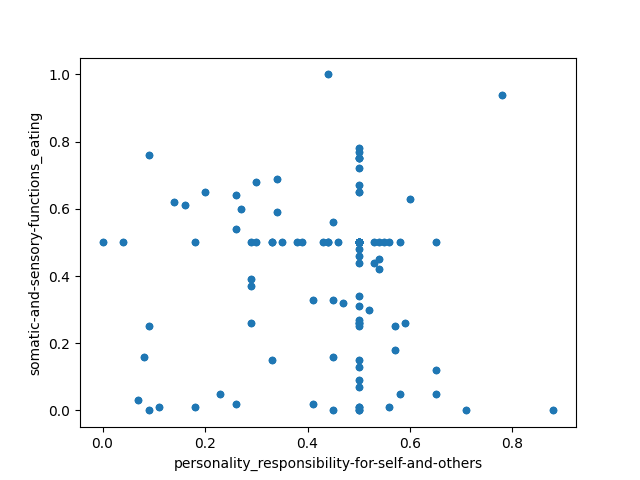 1.0
0.8
0.6
0.4
0.2
0.0
somatic-and-sensory-functions_eating
0.0 0.2 0.4 0.6 0.8
personality_responsibility-for-self-and-others